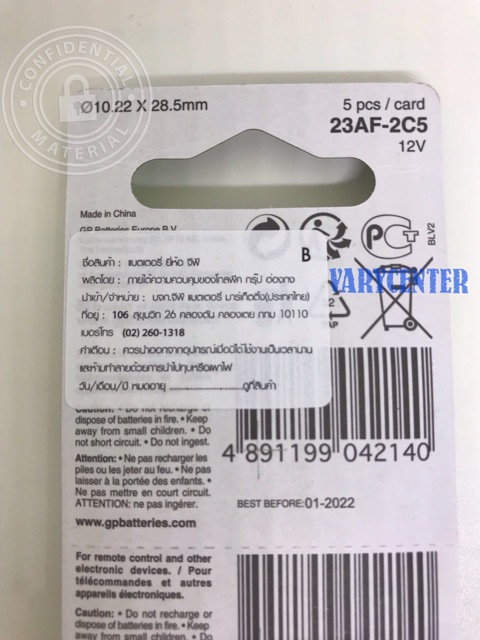 CONFIDENTIAL
MATERIAL
Ø10.22 X 28.5mm
5 pcs / card
23AF-2C5
12V
Made in China
GP Batteries Europe B.V.
BLV2
PCT
B
VARYCENTER
ชื่อสินค้า : แบตเตอรี่ ยี่ห้อ จีพี
ผลิตโดย : ภายใต้ความควบคุมของโกลพีค กรุ๊ป ฮ่องกง
นำเข้า/จำหน่าย : บจก.จีพี แบตเตอรี่ มาร์เก็ตติ้ง(ประเทศไทย)
ที่อยู่ : 106 สุขุมวิท 26 คลองตัน คลองเตย กทม 10110
เบอร์โทร (02) 260-1318
คำเตือน : ควรนำออกจากอุปกรณ์เมื่อมิได้ใช้งานเป็นเวลานาน
และห้ามทำลายด้วยการนำไปทุบหรือเผาไฟ
วัน/เดือน/ปี หมดอายุ ........................ดูที่สินค้า
AP
Caution: • Do not recharge or
dispose of batteries in fire. • Keep
away from small children. • Do
not short circuit. • Do not ingest.
Attention: • Ne pas recharger les
piles ou les jeter au feu. • Ne pas
laisser à la portée des enfants. •
Ne pas mettre en court circuit.
ATTENTION: ne pas ingérer.
www.gpbatteries.com
4 891199 042140
BEST BEFORE: 01-2022
For remote control and other
electronic devices. / Pour
télécommandes et autres
appareils électroniques.
Caution: • Do not recharge or
dispose of batteries in fire. • Keep
away from small children. • Do